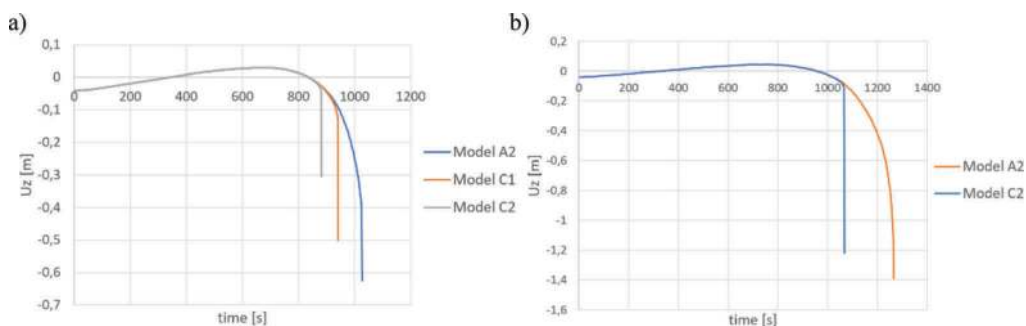 a)
0,1
0
0 200 400 600 800 1000 1200
-0,1
-0,2
-0,3
-0,4
-0,5
-0,6
-0,7
Uz [m]
time [s]
Model A2
Model C1
Model C2
b)
0,2
0
0 200 400 600 800 1000 1200 1400
-0,2
-0,4
-0,6
-0,8
-1
-1,2
-1,4
-1,6
Uz [m]
time [s]
Model A2
Model C2